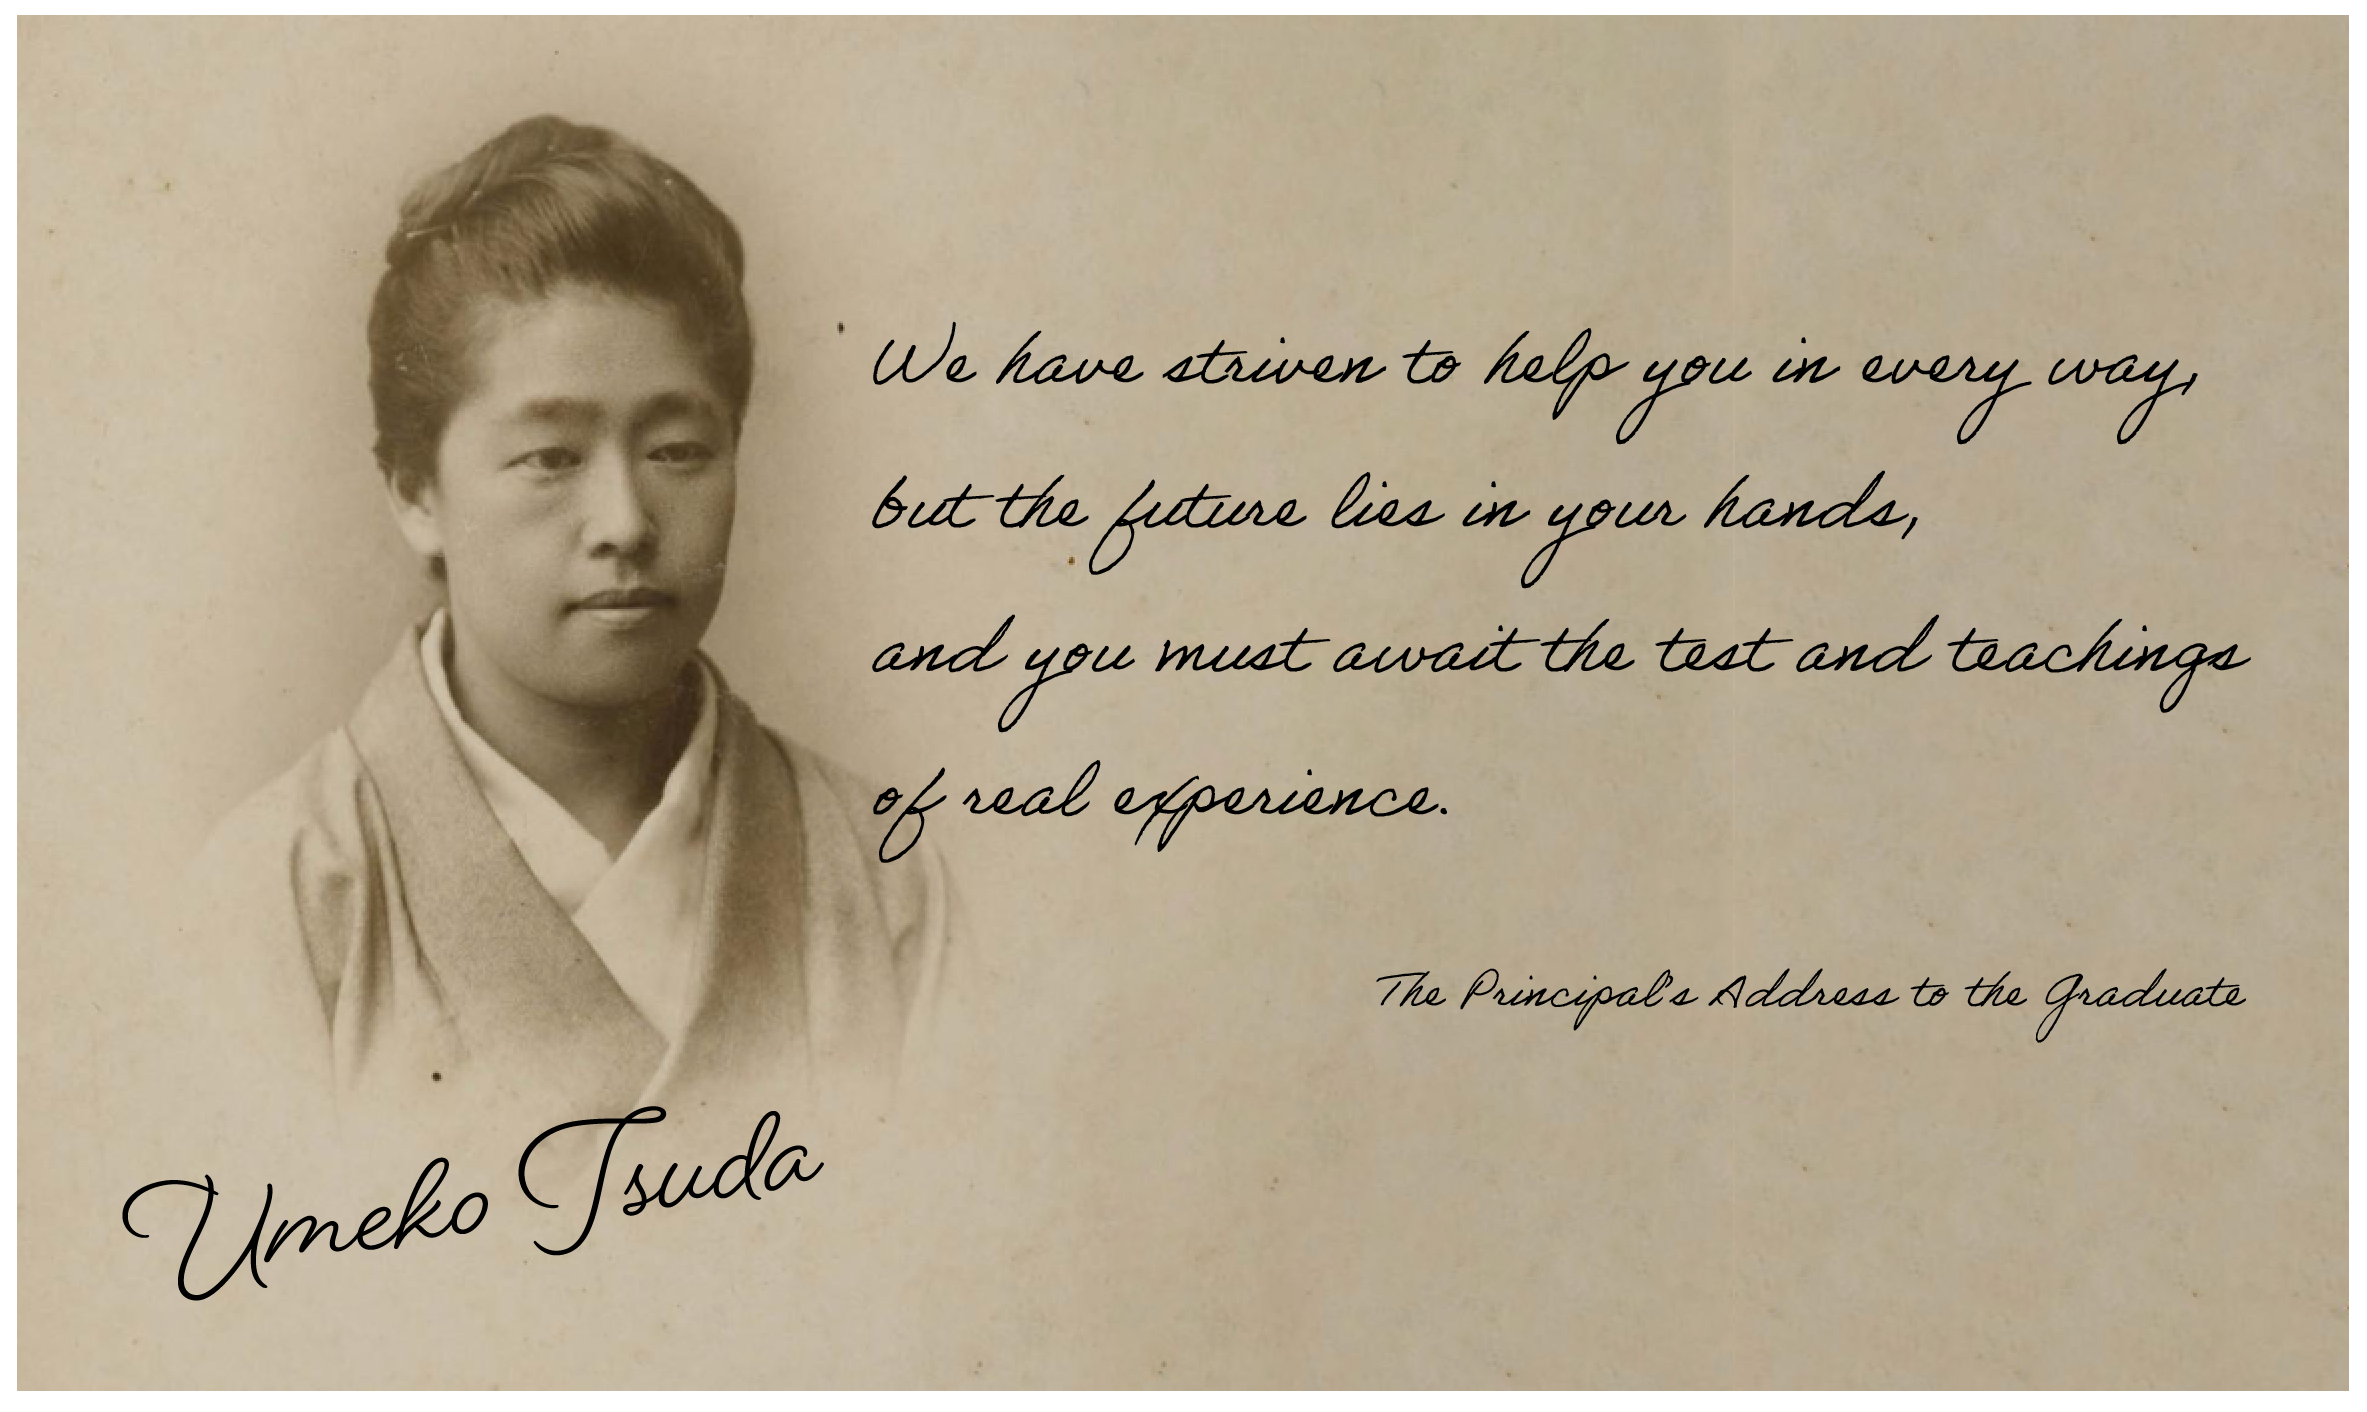 We have striven to help you in every way,
but the future lies in your hands,
and you must await the test and teachings
of real experience.
The Principal's Address to the Graduate
Umeko Tsuda